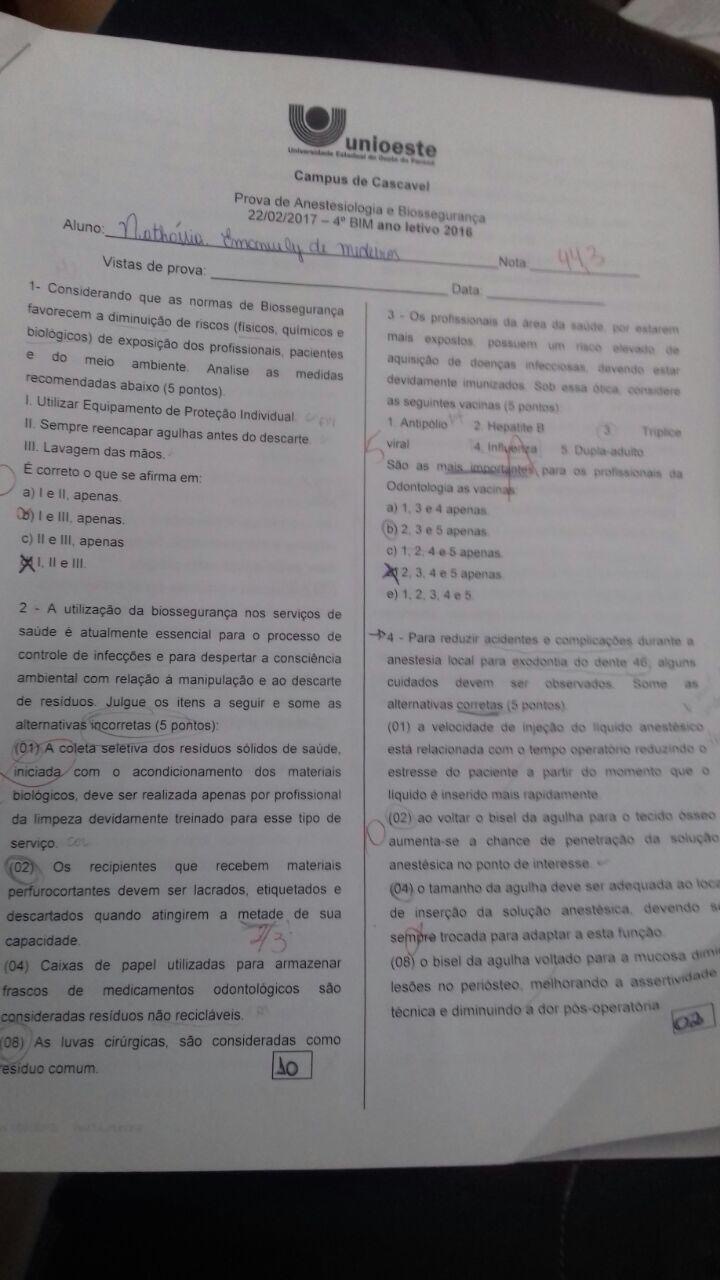 unioeste
Universidade Estadual do Oeste do Paraná
Campus de Cascavel
Prova de Anestesiologia e Biossegurança
22/02/2017 – 4º BIM ano letivo 2016
Aluno: Nathália Emanuely de Medeiros
Nota: 443
Vistas de prova:
Data:
1- Considerando que as normas de Biossegurança
favorecem a diminuição de riscos (físicos, químicos e
biológicos) de exposição dos profissionais, pacientes
e do meio ambiente. Analise as medidas
recomendadas abaixo (5 pontos).
I. Utilizar Equipamento de Proteção Individual.
II. Sempre reencapar agulhas antes do descarte.
III. Lavagem das mãos.
É correto o que se afirma em:
a) I e II, apenas.
b) I e III, apenas.
c) II e III, apenas
I, II e III.
2 - A utilização da biossegurança nos serviços de
saúde é atualmente essencial para o processo de
controle de infecções e para despertar a consciência
ambiental com relação á manipulação e ao descarte
de resíduos. Julgue os itens a seguir e some as
alternativas incorretas (5 pontos):
(01) A coleta seletiva dos resíduos sólidos de saúde,
iniciada com o acondicionamento dos materiais
biológicos, deve ser realizada apenas por profissional
da limpeza devidamente treinado para esse tipo de
serviço.
(02) Os recipientes que recebem materiais
perfurocortantes devem ser lacrados, etiquetados e
descartados quando atingirem a metade de sua
capacidade. 2/3
(04) Caixas de papel utilizadas para armazenar
frascos de medicamentos odontológicos são
consideradas resíduos não recicláveis.
(08) As luvas cirúrgicas, são consideradas como
resíduo comum. 10
3 - Os profissionais da área da saúde, por estarem
mais expostos, possuem um risco elevado de
aquisição de doenças infecciosas, devendo estar
devidamente imunizados. Sob essa ótica, considere
as seguintes vacinas (5 pontos):
1. Antipólio 2. Hepatite B 3. Tríplice
viral 4. Influenza 5. Dupla-adulto
São as mais importantes para os profissionais da
Odontologia as vacinas
a) 1, 3 e 4 apenas.
b) 2, 3 e 5 apenas.
c) 1, 2, 4 e 5 apenas.
2, 3, 4 e 5 apenas.
e) 1, 2, 3, 4 e 5.
4 - Para reduzir acidentes e complicações durante a
anestesia local para exodontia do dente 46, alguns
cuidados devem ser observados. Some as
alternativas corretas (5 pontos).
(01) a velocidade de injeção do líquido anestésico
está relacionada com o tempo operatório reduzindo o
estresse do paciente a partir do momento que o
líquido é inserido mais rapidamente.
(02) ao voltar o bisel da agulha para o tecido ósseo
aumenta-se a chance de penetração da solução
anestésica no ponto de interesse.
(04) o tamanho da agulha deve ser adequada ao loca
de inserção da solução anestésica, devendo se
sempre trocada para adaptar a esta função.
(08) o bisel da agulha voltado para a mucosa dimi
lesões no periósteo, melhorando a assertividade
técnica e diminuindo a dor pós-operatória.
02